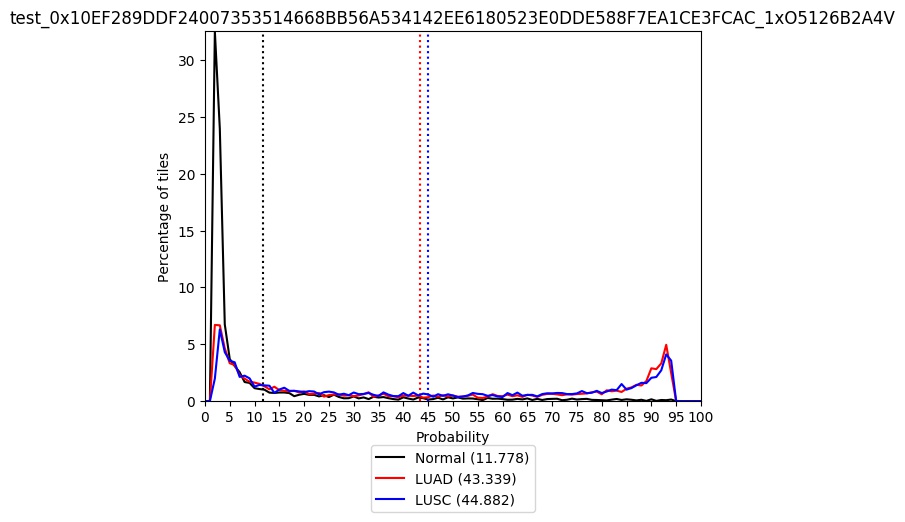 test_0x10EF289DDF24007353514668BB56A534142EE6180523E0DDE588F7EA1CE3FCAC_1xO5126B2A4V
30
25
20
15
10
5
0
Percentage of tiles
0 5 10 15 20 25 30 35 40 45 50 55 60 65 70 75 80 85 90 95 100
Probability
Normal (11.778)
LUAD (43.339)
LUSC (44.882)